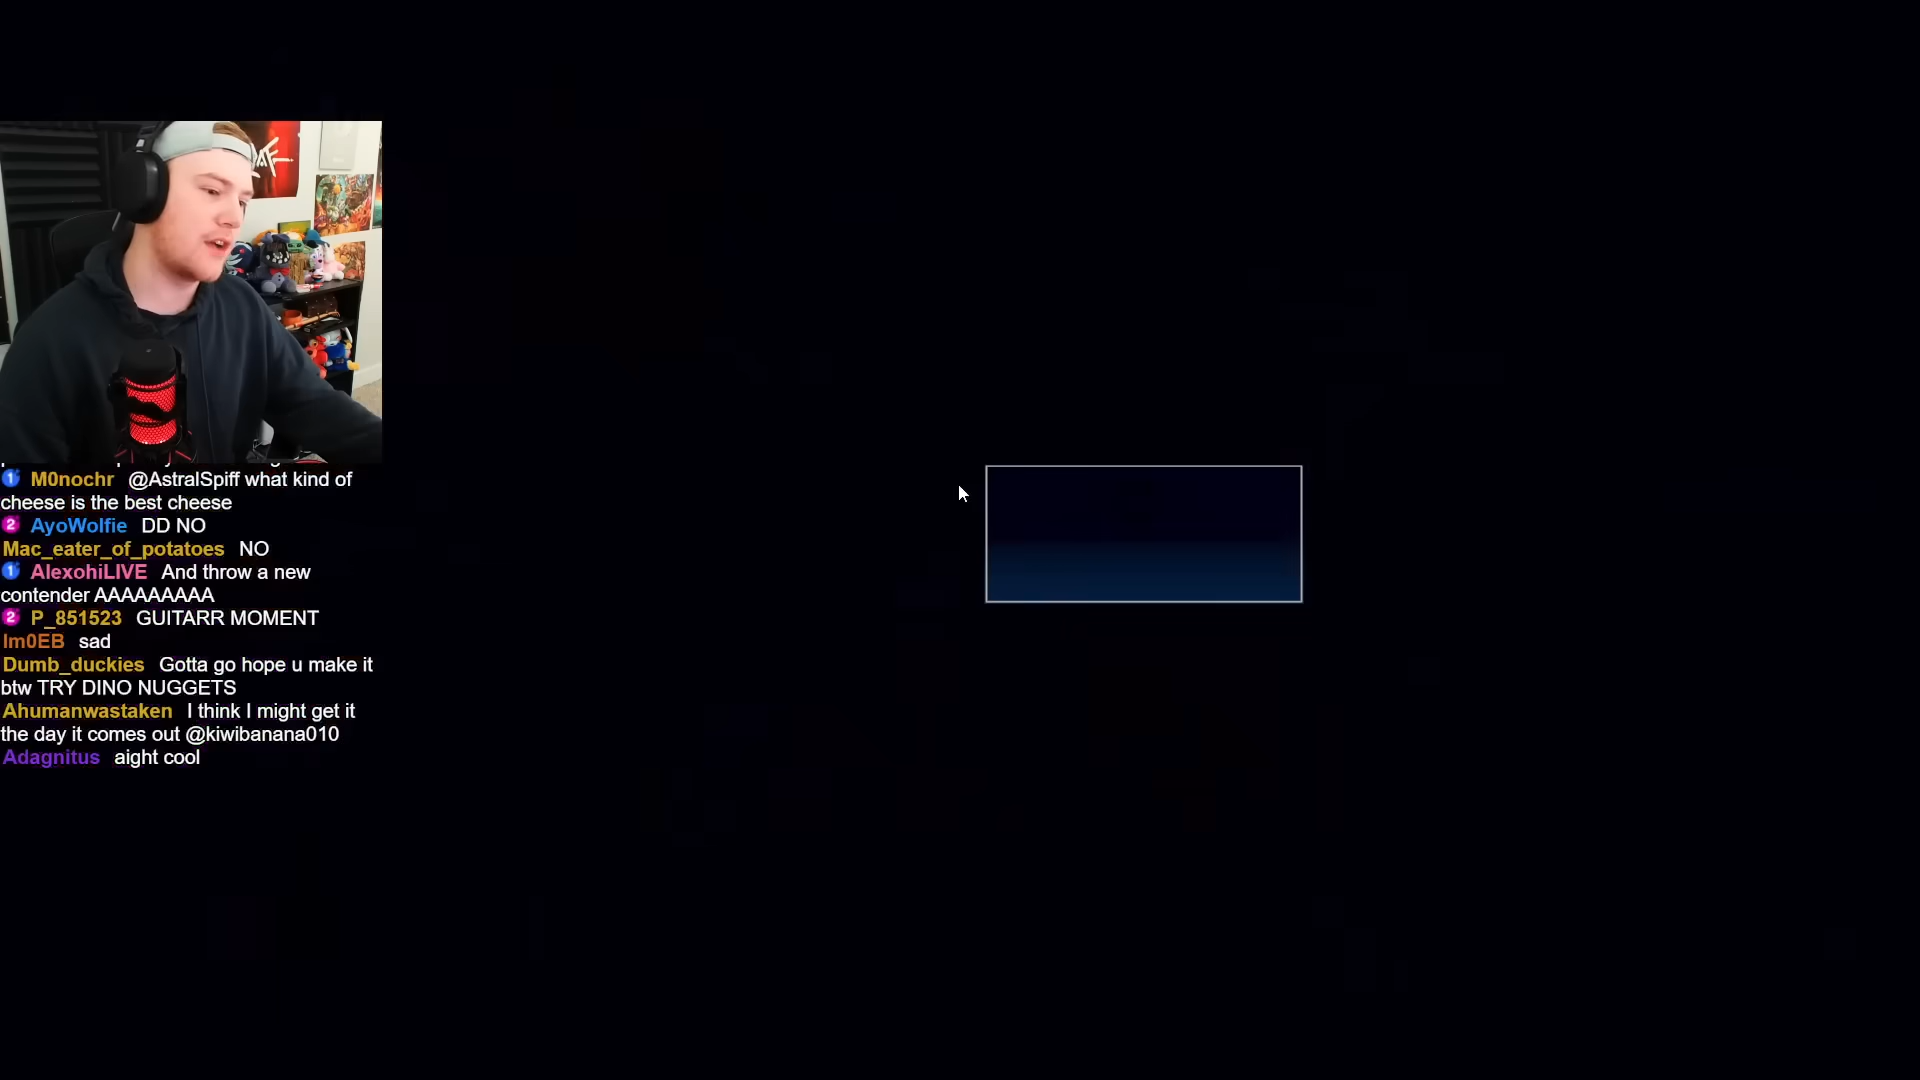 M0nochr @AstralSpiff what kind of
cheese is the best cheese
AyoWolfie DD NO
Mac_eater_of_potatoes NO
AlexohiLIVE And throw a new
contender AAAAAAAAA
P_851523 GUITARR MOMENT
Im0EB sad
Dumb_duckies Gotta go hope u make it
btw TRY DINO NUGGETS
Ahumanwastaken I think I might get it
the day it comes out @kiwibanana010
Adagnitus aight cool